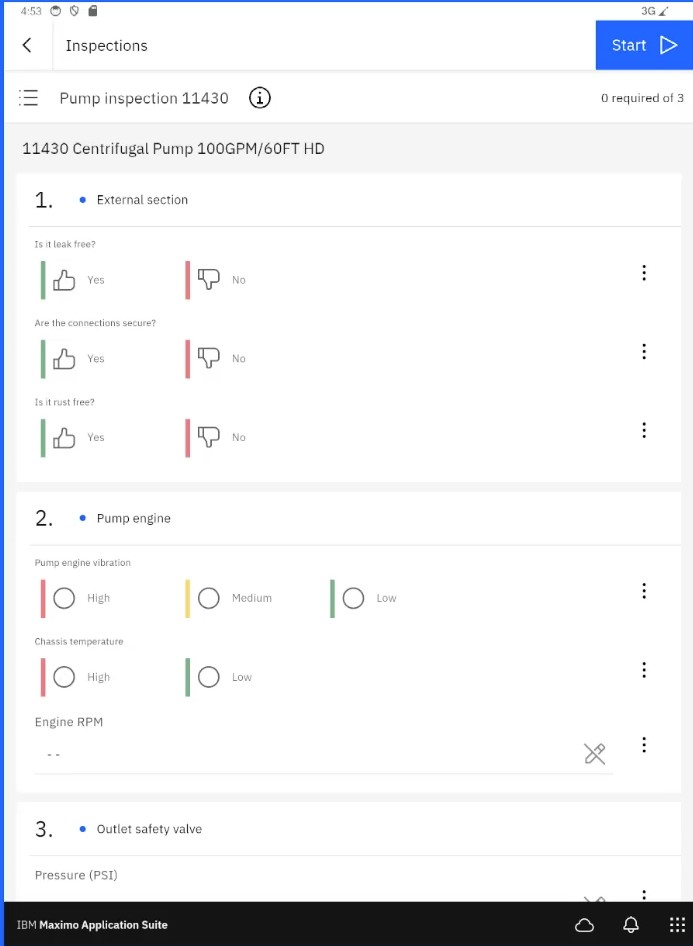 4:53
3G
Inspections
Start
Pump inspection 11430
0 required of 3
11430 Centrifugal Pump 100GPM/60FT HD
1. External section
Is it leak free?
Yes No
Are the connections secure?
Yes No
Is it rust free?
Yes No
2. Pump engine
Pump engine vibration
High Medium Low
Chassis temperature
High Low
Engine RPM
--
3. Outlet safety valve
Pressure (PSI)
IBM Maximo Application Suite